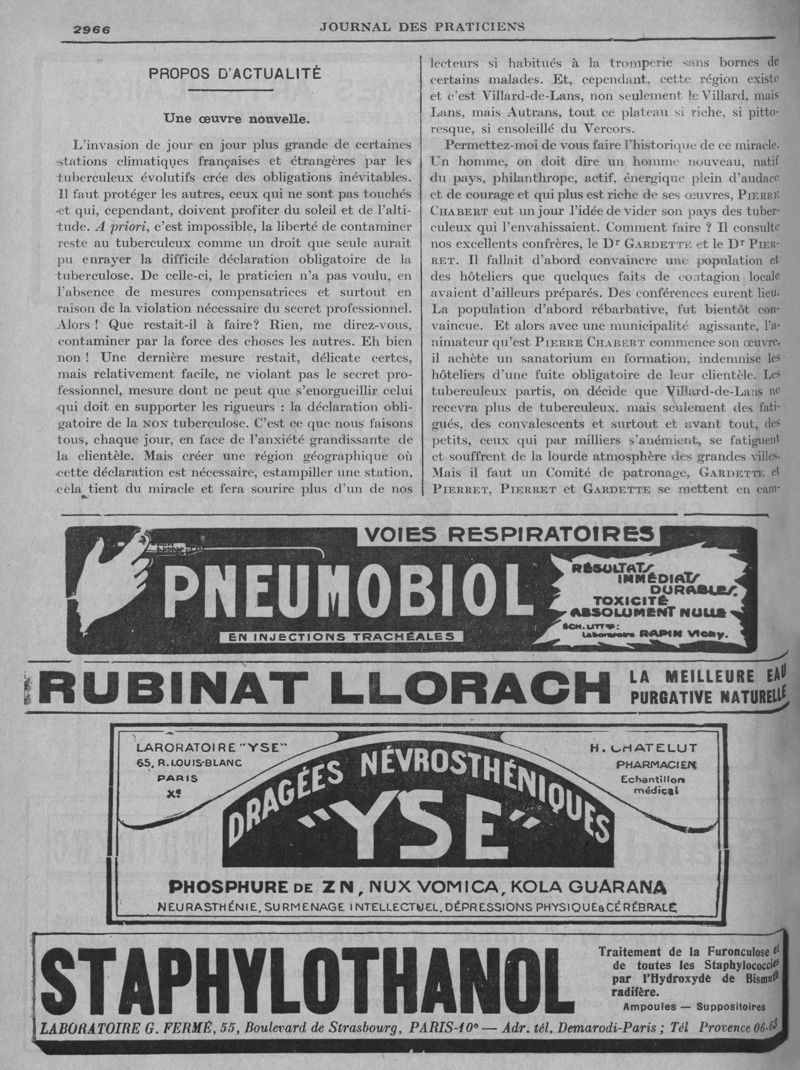 2966
JOURNAL DES PRATICIENS
PROPOS D'ACTUALITÉ
Une œuvre nouvelle.
L'invasion de jour en jour plus grande de certaines
stations climatiques françaises et étrangères par les
tuberculeux évolutifs crée des obligations inévitables.
Il faut protéger les autres, ceux qui ne sont pas touchés
et qui, cependant, doivent profiter du soleil et de l'alti-
tude. A priori, c'est impossible, la liberté de contaminer
reste au tuberculeux comme un droit que seule aurait
pu enrayer la difficile déclaration obligatoire de la
tuberculose. De celle-ci, le praticien n'a pas voulu, en
l'absence de mesures compensatrices et surtout en
raison de la violation nécessaire du secret professionnel.
Alors ! Que restait-il à faire? Rien, me direz-vous,
contaminer par la force des choses les autres. Eh bien
non ! Une dernière mesure restait, délicate certes,
mais relativement facile, ne violant pas le secret pro-
fessionnel, mesure dont ne peut que s'enorgueillir celui
qui doit en supporter les rigueurs : la déclaration obli-
gatoire de la NON tuberculose. C'est ce que nous faisons
tous, chaque jour, en face de l'anxiété grandissante de
la clientèle. Mais créer une région géographique où
cette déclaration est nécessaire, estampiller une station,
cela tient du miracle et fera sourire plus d'un de nos
lecteurs si habitués à la tromperie sans bornes de
certains malades. Et, cependant, cette région existe
et c'est Villard-de-Lans, non seulement le Villard, mais
Lans, mais Autrans, tout ce plateau si riche, si pitto-
resque, si ensoleillé du Vercors.
Permettez-moi de vous faire l'historique de ce miracle.
Un homme, on doit dire un homme nouveau, natif
du pays, philanthrope, actif, énergique plein d'audace
et de courage et qui plus est riche de ses œuvres, PIERRE
CHABERT eut un jour l'idée de vider son pays des tuber-
culeux qui l'envahissaient. Comment faire ? Il consulte
nos excellents confrères, le Dr GARDETTE et le Dr PIER-
RET. Il fallait d'abord convaincre une population et
des hôteliers que quelques faits de contagion locale
avaient d'ailleurs préparés. Des conférences eurent lieu.
La population d'abord rébarbative, fut bientôt con-
vaincue. Et alors avec une municipalité agissante, l'a-
nimateur qu'est PIERRE CHABERT commence son œuvre,
il achète un sanatorium en formation, indemnise les
hôteliers d'une fuite obligatoire de leur clientèle. Les
tuberculeux partis, on décide que Villard-de-Lans ne
recevra plus de tuberculeux, mais seulement des fati-
gués, des convalescents et surtout et avant tout, des
petits, ceux qui par milliers s'anémient, se fatiguent
et souffrent de la lourde atmosphère des grandes villes.
Mais il faut un Comité de patronage, GARDETTE et
PIERRET, PIERRET et GARDETTE se mettent en cam-
VOIES RESPIRATOIRES
PNEUMOBIOL
EN INJECTIONS TRACHÉALES
RÉSULTATS
IMMÉDIATS
DURABLES.
TOXICITÉ
ABSOLUMENT NULLE
ECH. LITT.re:
Laboratoire RAPIN Vichy.
RUBINAT LLORACH
LA MEILLEURE EAU
PURGATIVE NATURELLE
LABORATOIRE "YSE"
65, R. LOUIS-BLANC
PARIS
Xe
H. CHATELUT
PHARMACIEN
Echantillon
médical
DRAGÉES NÉVROSTHÉNIQUES
"YSE"
PHOSPHURE DE ZN, NUX VOMICA, KOLA GUARANA
NEURASTHÉNIE, SURMENAGE INTELLECTUEL, DÉPRESSIONS PHYSIQUE & CÉRÉBRALE
STAPHYLOTHANOL
Traitement de la Furonculose et
de toutes les Staphylococcies
par l'Hydroxyde de Bismuth
radifère.
Ampoules — Suppositoires
LABORATOIRE G. FERMÉ, 55, Boulevard de Strasbourg, PARIS-10e — Adr. tél. Demarodi-Paris ; Tél Provence 06-68